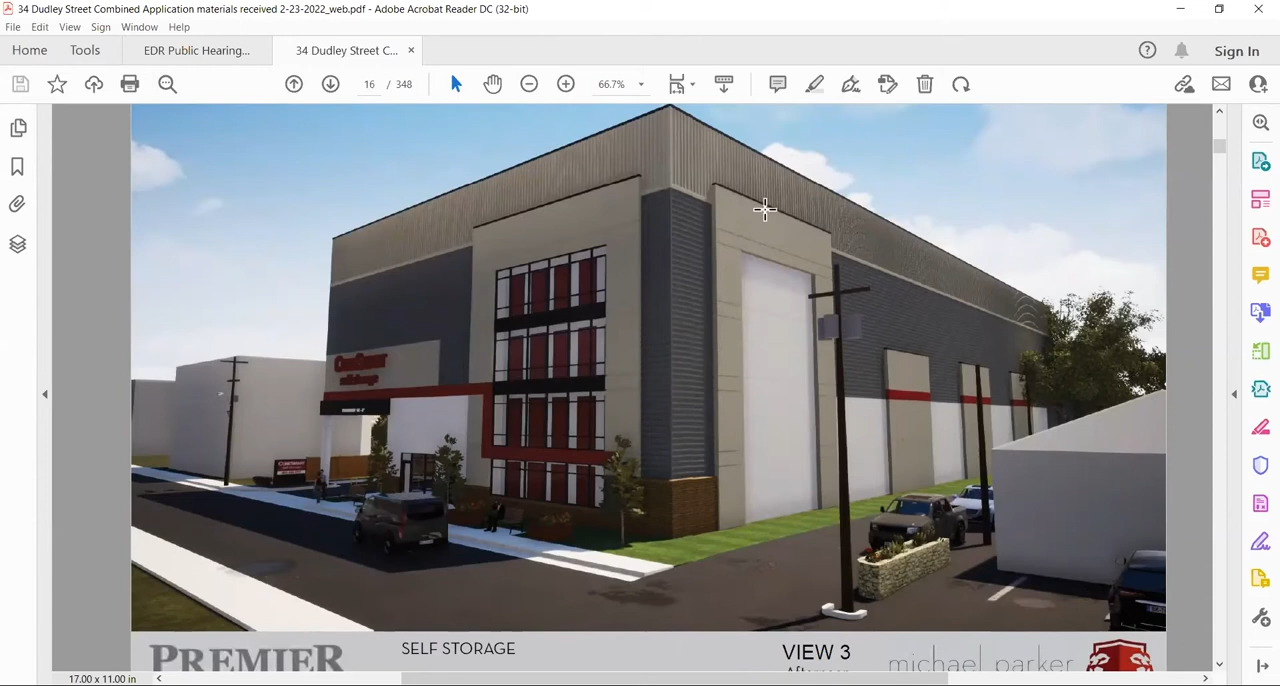 34 Dudley Street Combined Application materials received 2-23-2022_web.pdf - Adobe Acrobat Reader DC (32-bit)
File Edit View Sign Window Help
Home Tools EDR Public Hearing... 34 Dudley Street C... ×
Sign In
16 / 348 66.7%
SELF STORAGE VIEW 3
PREMIER michael parker
17.00 x 11.00 in